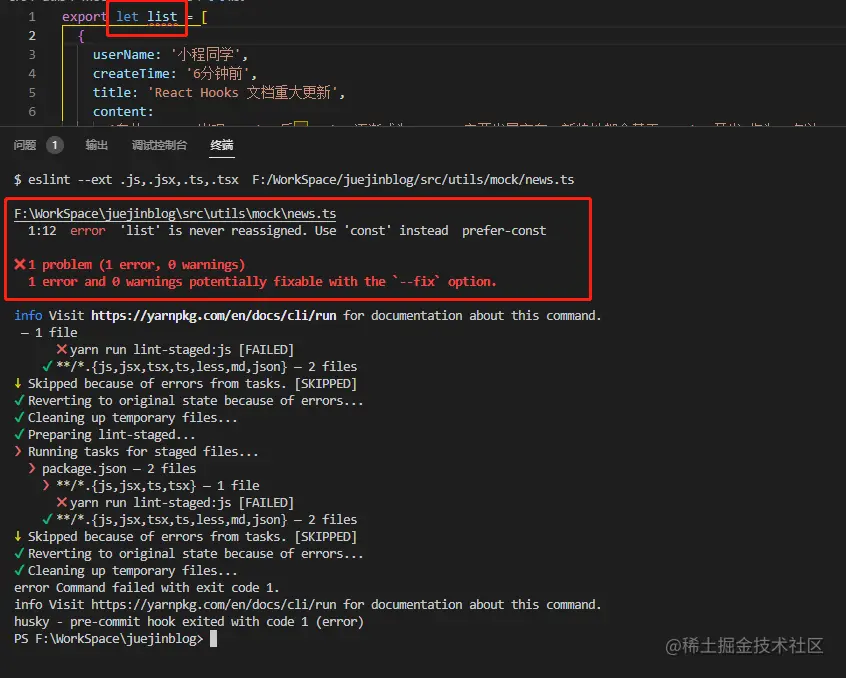 1 export let list = [
2 {
3 userName: '小程同学',
4 createTime: '6分钟前',
5 title: 'React Hooks 文档重大更新',
6 content:
问题 1 输出 调试控制台 终端
$ eslint --ext .js,.jsx,.ts,.tsx F:/WorkSpace/juejinblog/src/utils/mock/news.ts
F:\WorkSpace\juejinblog\src\utils\mock\news.ts
1:12 error 'list' is never reassigned. Use 'const' instead prefer-const
✕ 1 problem (1 error, 0 warnings)
1 error and 0 warnings potentially fixable with the `--fix` option.
info Visit https://yarnpkg.com/en/docs/cli/run for documentation about this command.
— 1 file
✕ yarn run lint-staged:js [FAILED]
✓ **/*.{js,jsx,tsx,ts,less,md,json} — 2 files
↓ Skipped because of errors from tasks. [SKIPPED]
✓ Reverting to original state because of errors...
✓ Cleaning up temporary files...
✓ Preparing lint-staged...
❯ Running tasks for staged files...
❯ package.json — 2 files
❯ **/*.{js,jsx,ts,tsx} — 1 file
✕ yarn run lint-staged:js [FAILED]
✓ **/*.{js,jsx,tsx,ts,less,md,json} — 2 files
↓ Skipped because of errors from tasks. [SKIPPED]
✓ Reverting to original state because of errors...
✓ Cleaning up temporary files...
error Command failed with exit code 1.
info Visit https://yarnpkg.com/en/docs/cli/run for documentation about this command.
husky - pre-commit hook exited with code 1 (error)
PS F:\WorkSpace\juejinblog>
@稀土掘金技术社区